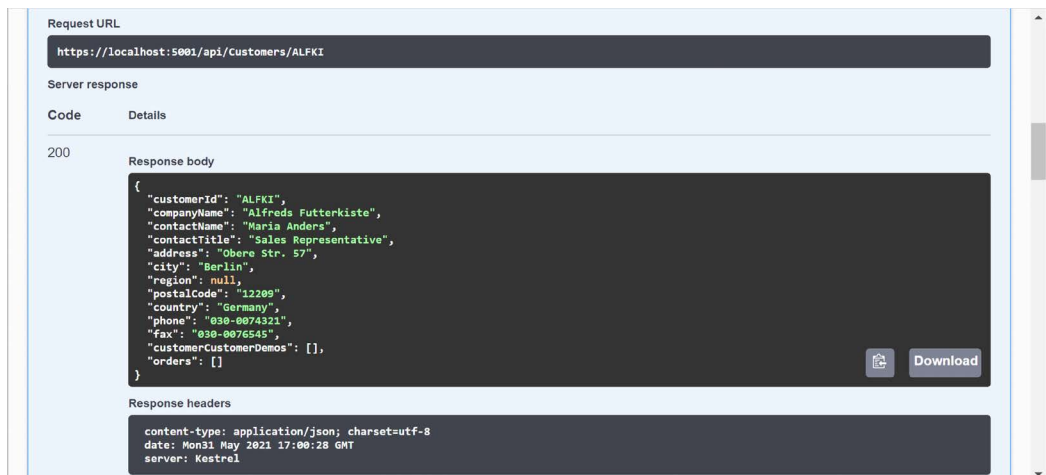 Request URL
https://localhost:5001/api/Customers/ALFKI
Server response
Code Details
200
Response body
{
"customerId": "ALFKI",
"companyName": "Alfreds Futterkiste",
"contactName": "Maria Anders",
"contactTitle": "Sales Representative",
"address": "Obere Str. 57",
"city": "Berlin",
"region": null,
"postalCode": "12209",
"country": "Germany",
"phone": "030-0074321",
"fax": "030-0076545",
"customerCustomerDemos": [],
"orders": []
}
Download
Response headers
content-type: application/json; charset=utf-8
date: Mon31 May 2021 17:00:28 GMT
server: Kestrel